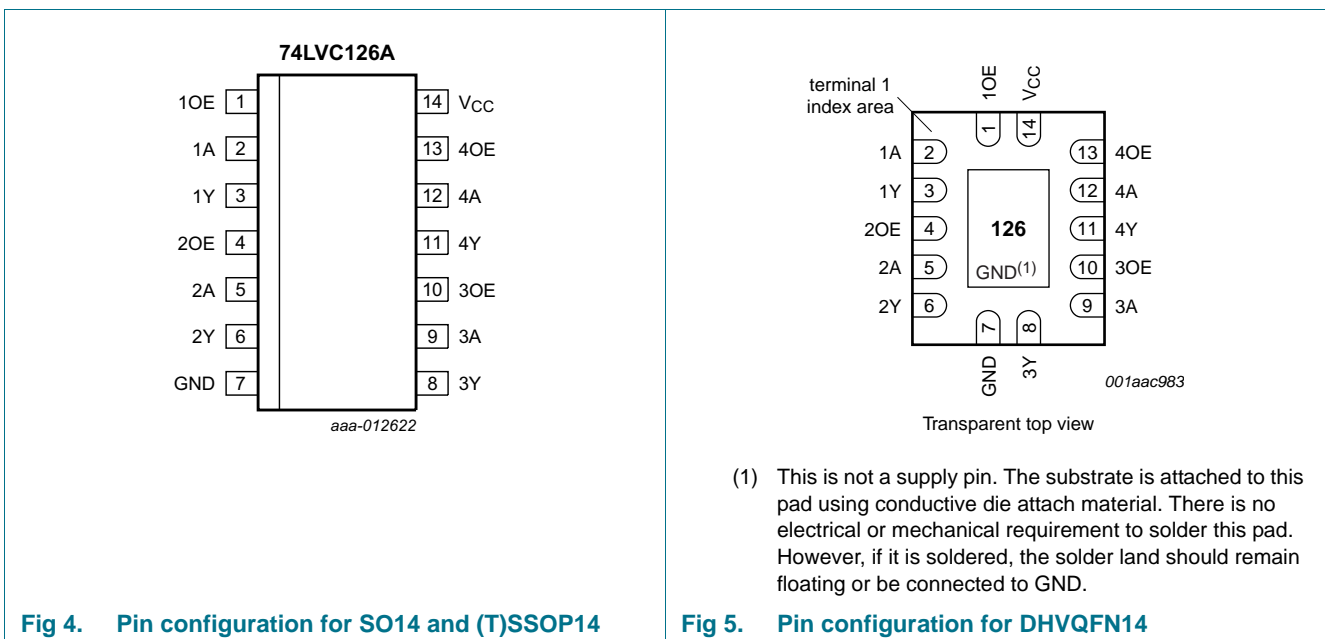 74LVC126A
1OE 1
14 VCC
1A 2
13 4OE
1Y 3
12 4A
2OE 4
11 4Y
2A 5
10 3OE
2Y 6
9 3A
GND 7
8 3Y
aaa-012622
Fig 4. Pin configuration for SO14 and (T)SSOP14
terminal 1
index area
1OE
VCC
1
14
1A 2
13 4OE
1Y 3
12 4A
2OE 4
126
11 4Y
2A 5
GND(1)
10 3OE
2Y 6
9 3A
7
8
GND
3Y
001aac983
Transparent top view
(1) This is not a supply pin. The substrate is attached to this
pad using conductive die attach material. There is no
electrical or mechanical requirement to solder this pad.
However, if it is soldered, the solder land should remain
floating or be connected to GND.
Fig 5. Pin configuration for DHVQFN14